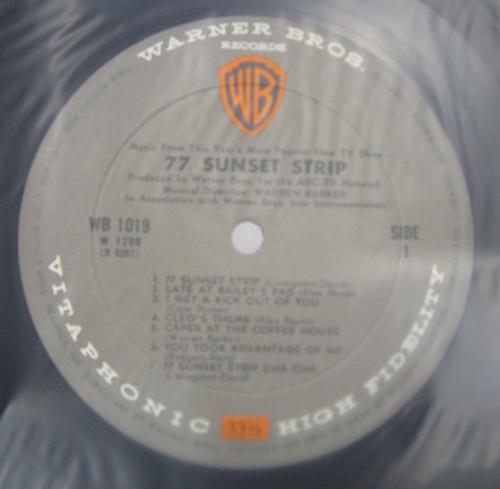 WARNER BROS.
RECORDS
WB
Music From This Year's Most Popular New TV Show
77 SUNSET STRIP
Produced by Warner Bros. for the ABC-TV Network
Musical Direction: WARREN BARKER
In Association with Warner Bros. Star Instrumentalists
WB 1019
W 1289
SIDE
1
1. 77 SUNSET STRIP (Livingston-David)
2. LATE AT BAILEY'S PAD (Alex North)
3. I GET A KICK OUT OF YOU
(Cole Porter)
4. CLEO'S THEME (Alex North)
5. CAPER AT THE COFFEE HOUSE
(Warren Barker)
6. YOU TOOK ADVANTAGE OF ME
(Rodgers-Hart)
7. 77 SUNSET STRIP CHA CHA
(Livingston-David)
VITAPHONIC
33⅓
HIGH FIDELITY